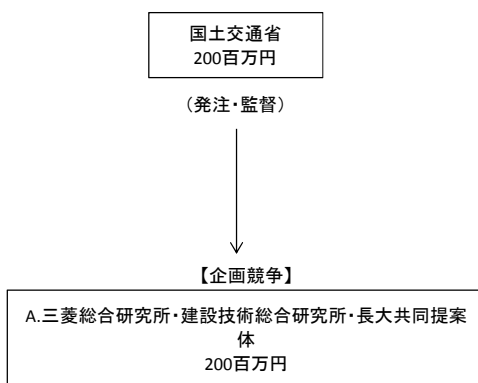 国土交通省
200百万円
（発注・監督）
【企画競争】
A.三菱総合研究所・建設技術総合研究所・長大共同提案
体
200百万円